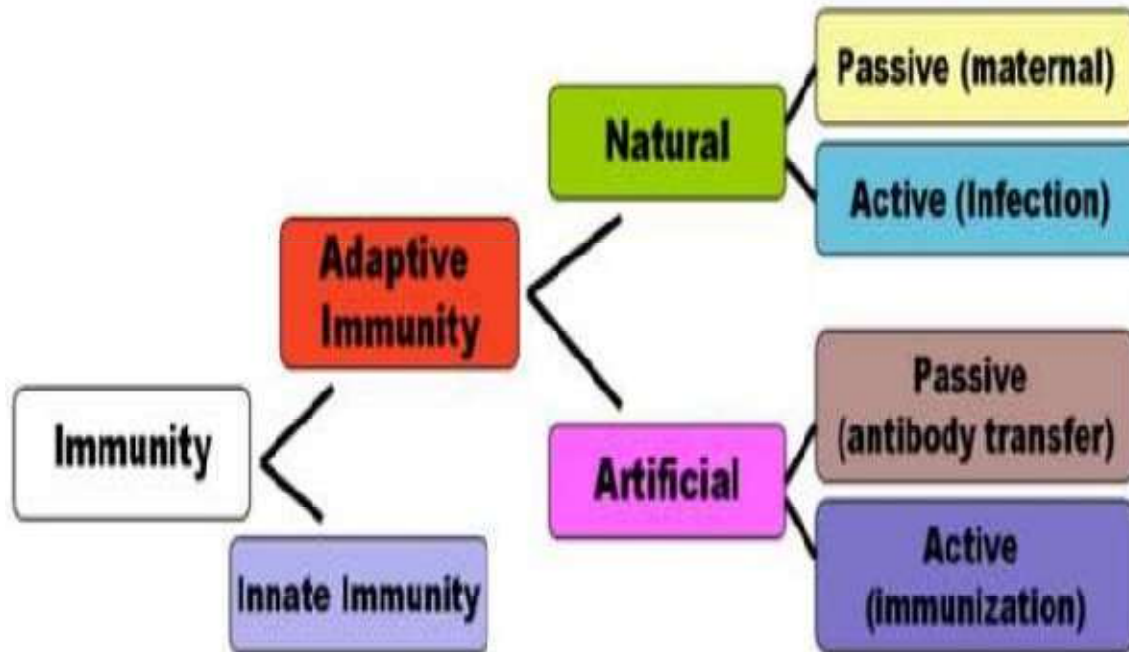 Passive (maternal)
Natural
Active (Infection)
Adaptive
Immunity
Passive
(antibody transfer)
Immunity
Artificial
Active
(immunization)
Innate Immunity